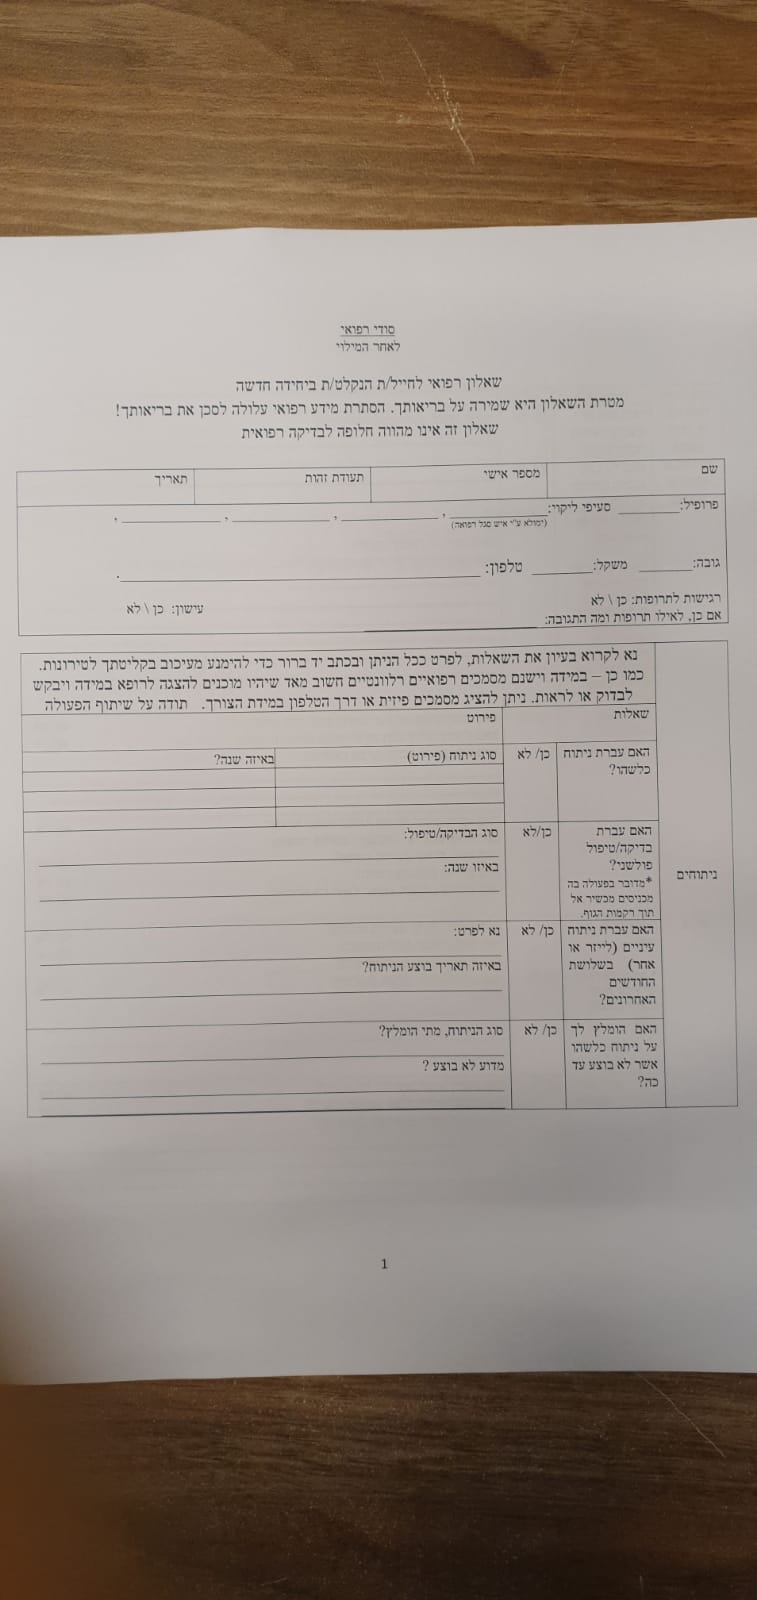 סודי רפואי
לאחר המילוי
שאלון רפואי לחייל/ת הנקלט/ת ביחידה חדשה
מטרת השאלון היא שמירה על בריאותך. הסתרת מידע רפואי עלולה לסכן את בריאותך!
שאלון זה אינו מהווה חלופה לבדיקה רפואית
שם מספר אישי תעודת זהות תאריך
פרופיל:________ סעיפי ליקוי:_____________ , _____________ , _____________ , _____________ ,
(ימולא ע"י איש סגל רפואה)
גובה:_______ משקל:________ טלפון: ________________________________________________.
רגישות לתרופות: כן \ לא עישון: כן \ לא
אם כן, לאילו תרופות ומה התגובה: _______________________
נא לקרוא בעיון את השאלות, לפרט ככל הניתן ובכתב יד ברור כדי להימנע מעיכוב בקליטתך לטירונות.
כמו כן – במידה וישנם מסמכים רפואיים רלוונטיים חשוב מאד שיהיו מוכנים להצגה לרופא במידה ויבקש
לבדוק או לראות. ניתן להציג מסמכים פיזית או דרך הטלפון במידת הצורך. תודה על שיתוף הפעולה
שאלות פירוט
ניתוחים
האם עברת ניתוח כן/ לא סוג ניתוח (פירוט) באיזה שנה?
כלשהו?
האם עברת כן/לא סוג הבדיקה/טיפול:
בדיקה/טיפול
פולשני? באיזו שנה:
*מדובר בפעולה בה
מכניסים מכשיר אל
תוך רקמות הגוף.
האם עברת ניתוח כן/ לא נא לפרט:
עיניים (לייזר או
אחר) בשלושת באיזה תאריך בוצע הניתוח?
החודשים
האחרונים?
האם הומלץ לך כן/ לא סוג הניתוח, מתי הומלץ?
על ניתוח כלשהו
אשר לא בוצע עד מדוע לא בוצע ?
כה?
1